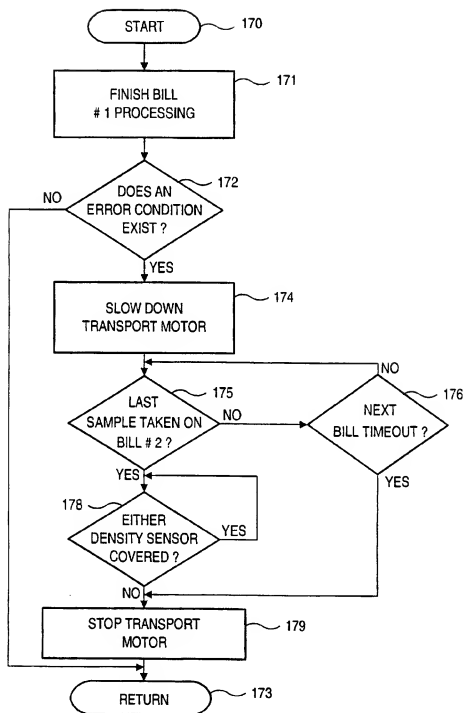 START
170
FINISH BILL
# 1 PROCESSING
171
DOES AN
ERROR CONDITION
EXIST ?
172
NO
YES
SLOW DOWN
TRANSPORT MOTOR
174
LAST
SAMPLE TAKEN ON
BILL # 2 ?
175
NO
YES
NEXT
BILL TIMEOUT ?
176
NO
YES
EITHER
DENSITY SENSOR
COVERED ?
178
YES
NO
STOP TRANSPORT
MOTOR
179
RETURN
173